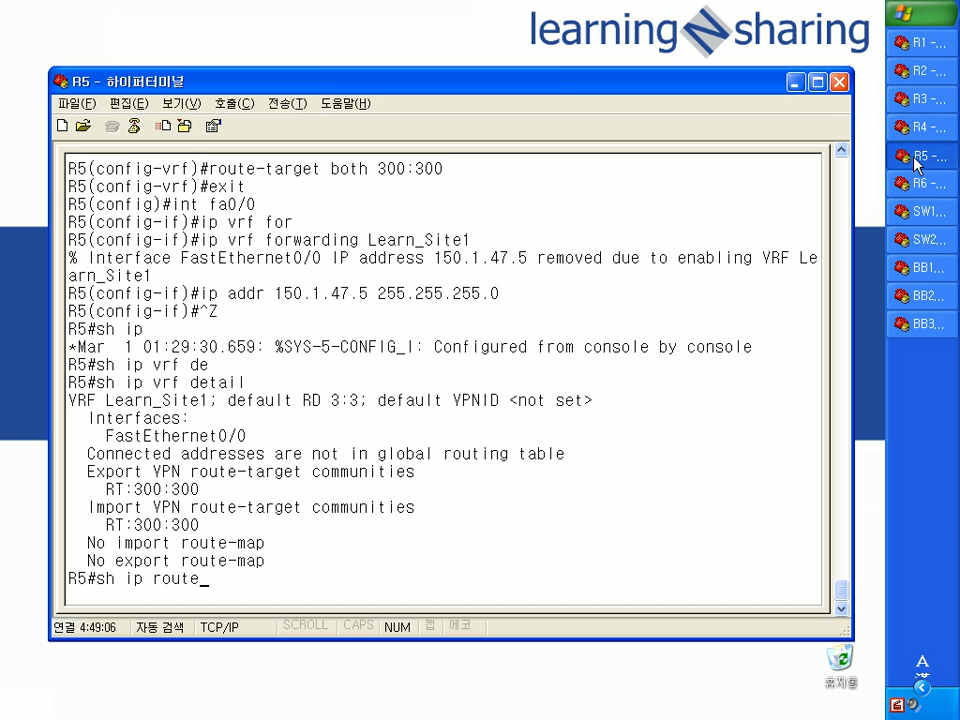 learning N sharing
R5 - 하이퍼터미널
파일(F) 편집(E) 보기(V) 호출(C) 전송(T) 도움말(H)
R5(config-vrf)#route-target both 300:300
R5(config-vrf)#exit
R5(config)#int fa0/0
R5(config-if)#ip vrf for
R5(config-if)#ip vrf forwarding Learn_Site1
% Interface FastEthernet0/0 IP address 150.1.47.5 removed due to enabling VRF Le
arn_Site1
R5(config-if)#ip addr 150.1.47.5 255.255.255.0
R5(config-if)#^Z
R5#sh ip
*Mar  1 01:29:30.659: %SYS-5-CONFIG_I: Configured from console by console
R5#sh ip vrf de
R5#sh ip vrf detail
VRF Learn_Site1; default RD 3:3; default VPNID <not set>
Interfaces:
FastEthernet0/0
Connected addresses are not in global routing table
Export VPN route-target communities
RT:300:300
Import VPN route-target communities
RT:300:300
No import route-map
No export route-map
R5#sh ip route_
연결 4:49:06 자동 검색 TCP/IP SCROLL CAPS NUM 캡 에코
휴지통
R1 -...
R2 -...
R3 -...
R4 -...
R5 -...
R6 -...
SW1...
SW2...
BB1...
BB2...
BB3...
A